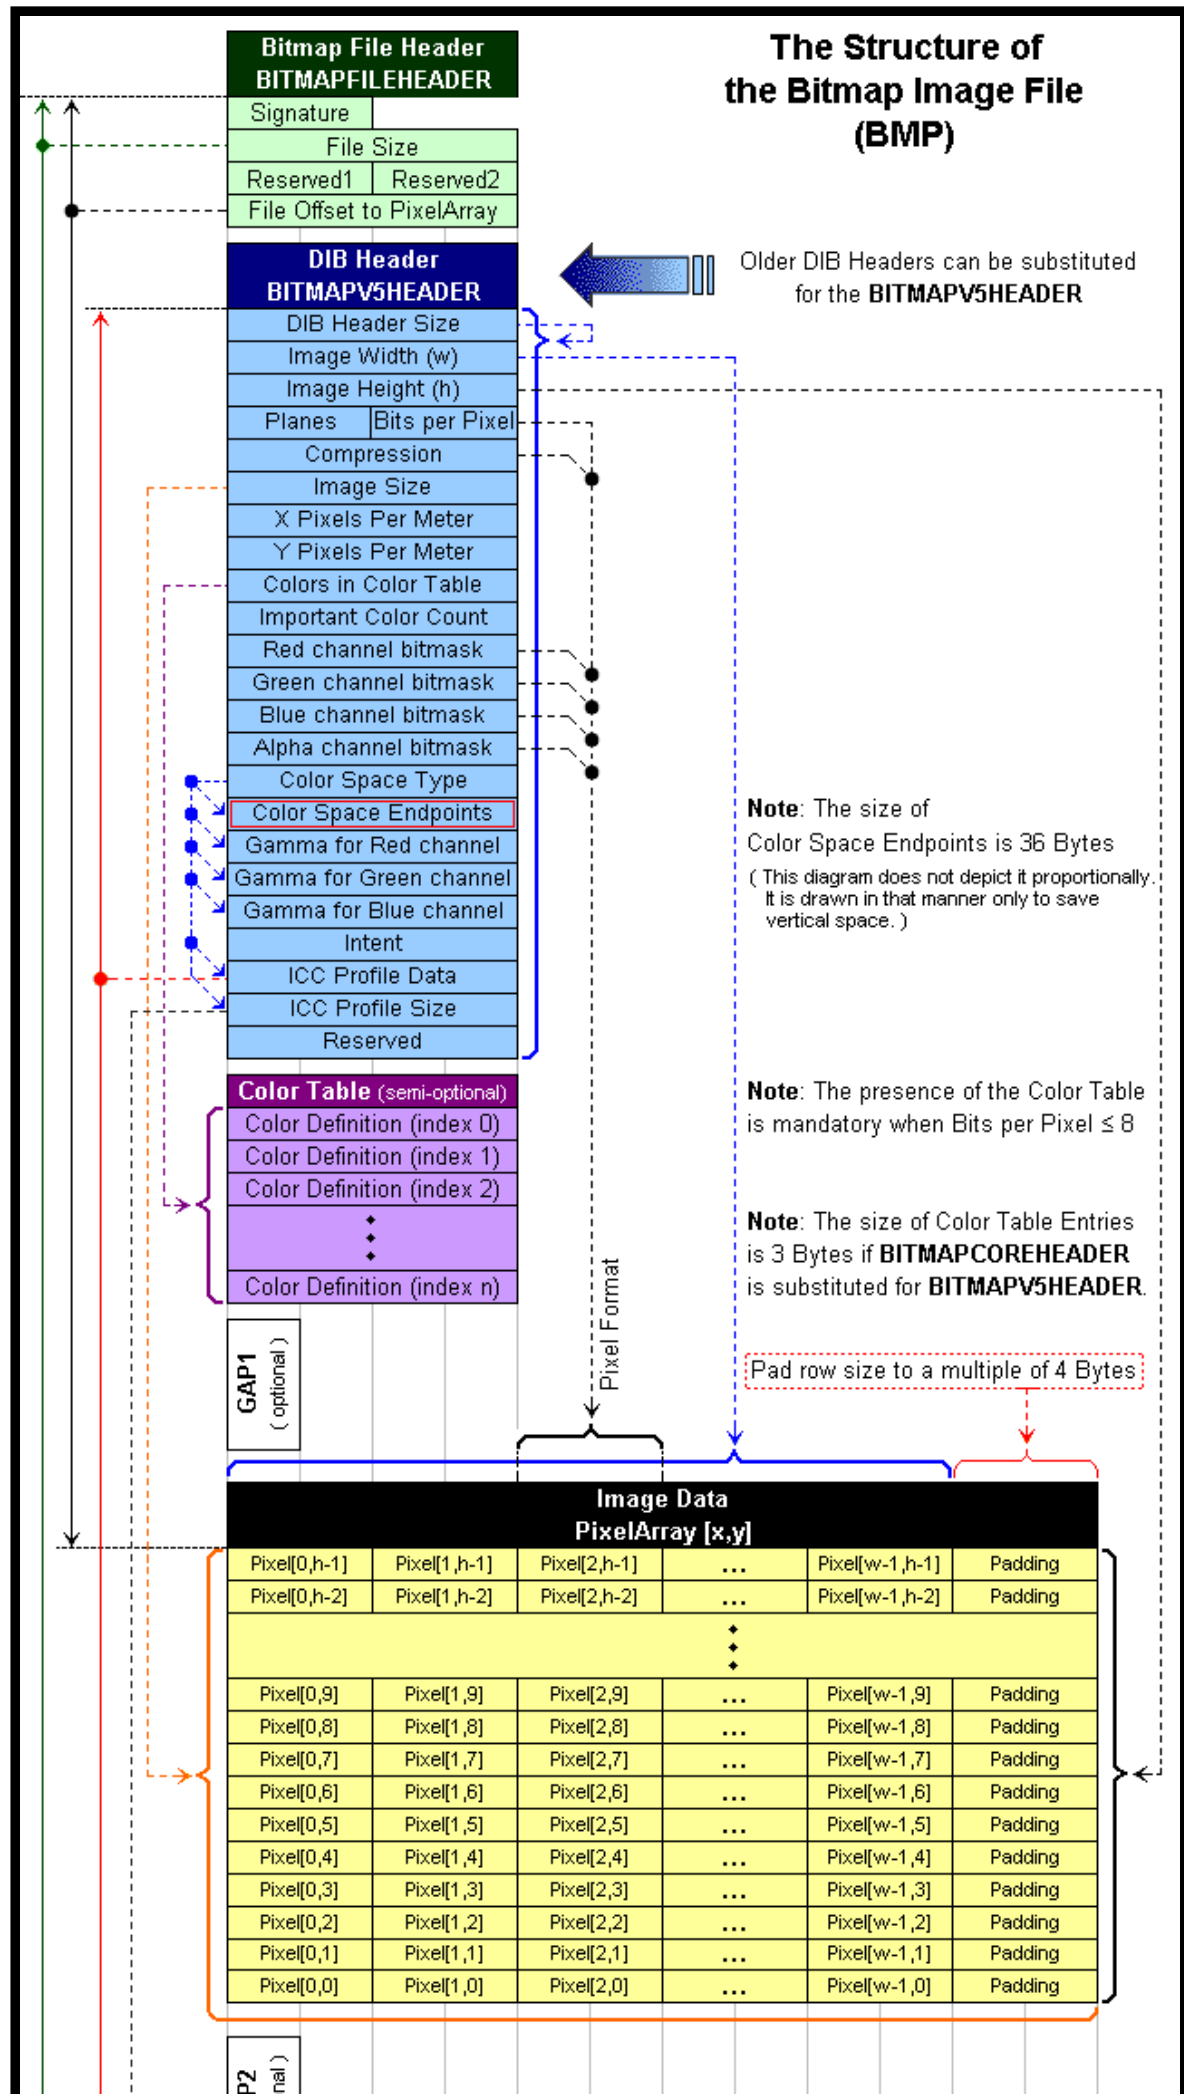 Bitmap File Header
BITMAPFILEHEADER
The Structure of
the Bitmap Image File
(BMP)
Signature
File Size
Reserved1 Reserved2
File Offset to PixelArray
DIB Header
BITMAPV5HEADER
Older DIB Headers can be substituted
for the BITMAPV5HEADER
DIB Header Size
Image Width (w)
Image Height (h)
Planes Bits per Pixel
Compression
Image Size
X Pixels Per Meter
Y Pixels Per Meter
Colors in Color Table
Important Color Count
Red channel bitmask
Green channel bitmask
Blue channel bitmask
Alpha channel bitmask
Color Space Type
Color Space Endpoints
Gamma for Red channel
Gamma for Green channel
Gamma for Blue channel
Intent
ICC Profile Data
ICC Profile Size
Reserved
Note: The size of
Color Space Endpoints is 36 Bytes
( This diagram does not depict it proportionally.
It is drawn in that manner only to save
vertical space. )
Color Table (semi-optional)
Color Definition (index 0)
Color Definition (index 1)
Color Definition (index 2)
Color Definition (index n)
Note: The presence of the Color Table
is mandatory when Bits per Pixel ≤ 8
Note: The size of Color Table Entries
is 3 Bytes if BITMAPCOREHEADER
is substituted for BITMAPV5HEADER.
GAP1
( optional )
Pixel Format
Pad row size to a multiple of 4 Bytes
Image Data
PixelArray [x,y]
Pixel[0,h-1] Pixel[1,h-1] Pixel[2,h-1] ... Pixel[w-1,h-1] Padding
Pixel[0,h-2] Pixel[1,h-2] Pixel[2,h-2] ... Pixel[w-1,h-2] Padding
Pixel[0,9] Pixel[1,9] Pixel[2,9] ... Pixel[w-1,9] Padding
Pixel[0,8] Pixel[1,8] Pixel[2,8] ... Pixel[w-1,8] Padding
Pixel[0,7] Pixel[1,7] Pixel[2,7] ... Pixel[w-1,7] Padding
Pixel[0,6] Pixel[1,6] Pixel[2,6] ... Pixel[w-1,6] Padding
Pixel[0,5] Pixel[1,5] Pixel[2,5] ... Pixel[w-1,5] Padding
Pixel[0,4] Pixel[1,4] Pixel[2,4] ... Pixel[w-1,4] Padding
Pixel[0,3] Pixel[1,3] Pixel[2,3] ... Pixel[w-1,3] Padding
Pixel[0,2] Pixel[1,2] Pixel[2,2] ... Pixel[w-1,2] Padding
Pixel[0,1] Pixel[1,1] Pixel[2,1] ... Pixel[w-1,1] Padding
Pixel[0,0] Pixel[1,0] Pixel[2,0] ... Pixel[w-1,0] Padding
P2
nal )